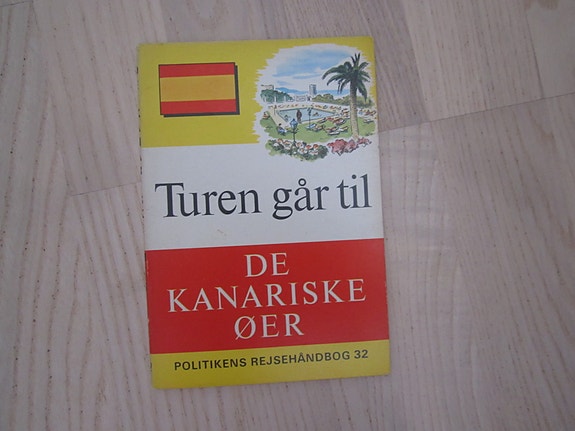 Turen går til
DE
KANARISKE
ØER
POLITIKENS REJSEHÅNDBOG 32